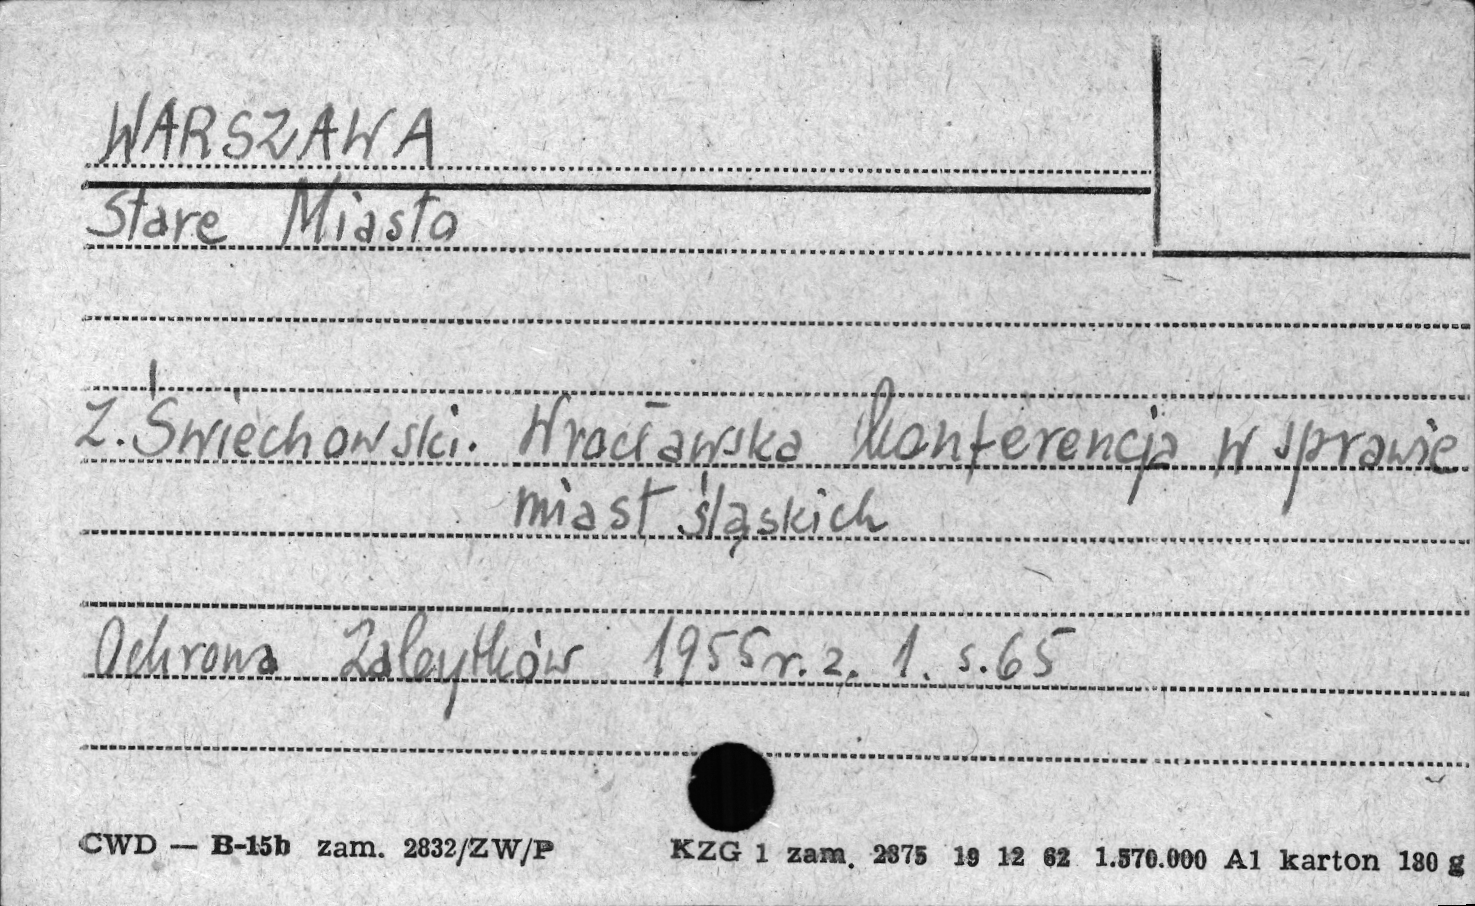 WARSZAWA
Stare Miasto
Z. Świechowski. Wrocławska konferencja w sprawie
miast śląskich
Ochrona Zabytków 1955 r. z. 1. s. 65
CWD — B-15b zam. 2832/ZW/P KZG 1 zam. 2875 19 12 62 1.570.000 A1 karton 180 g